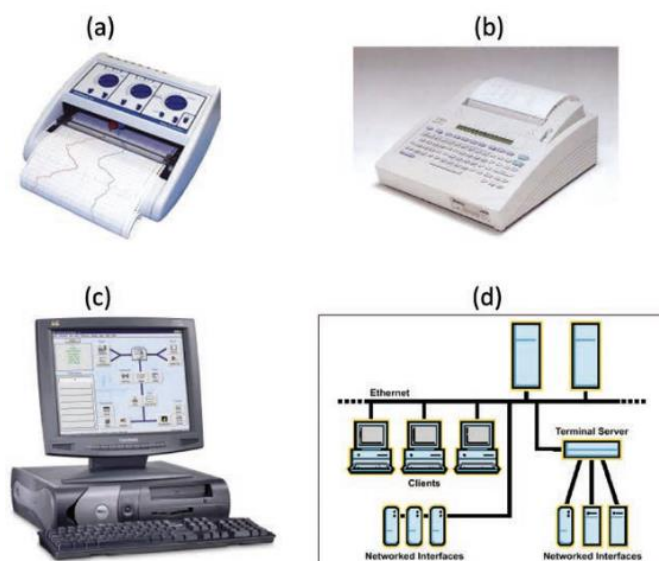 (a)
(b)
(c)
(d)
Ethernet
Terminal Server
Clients
Networked Interfaces
Networked Interfaces